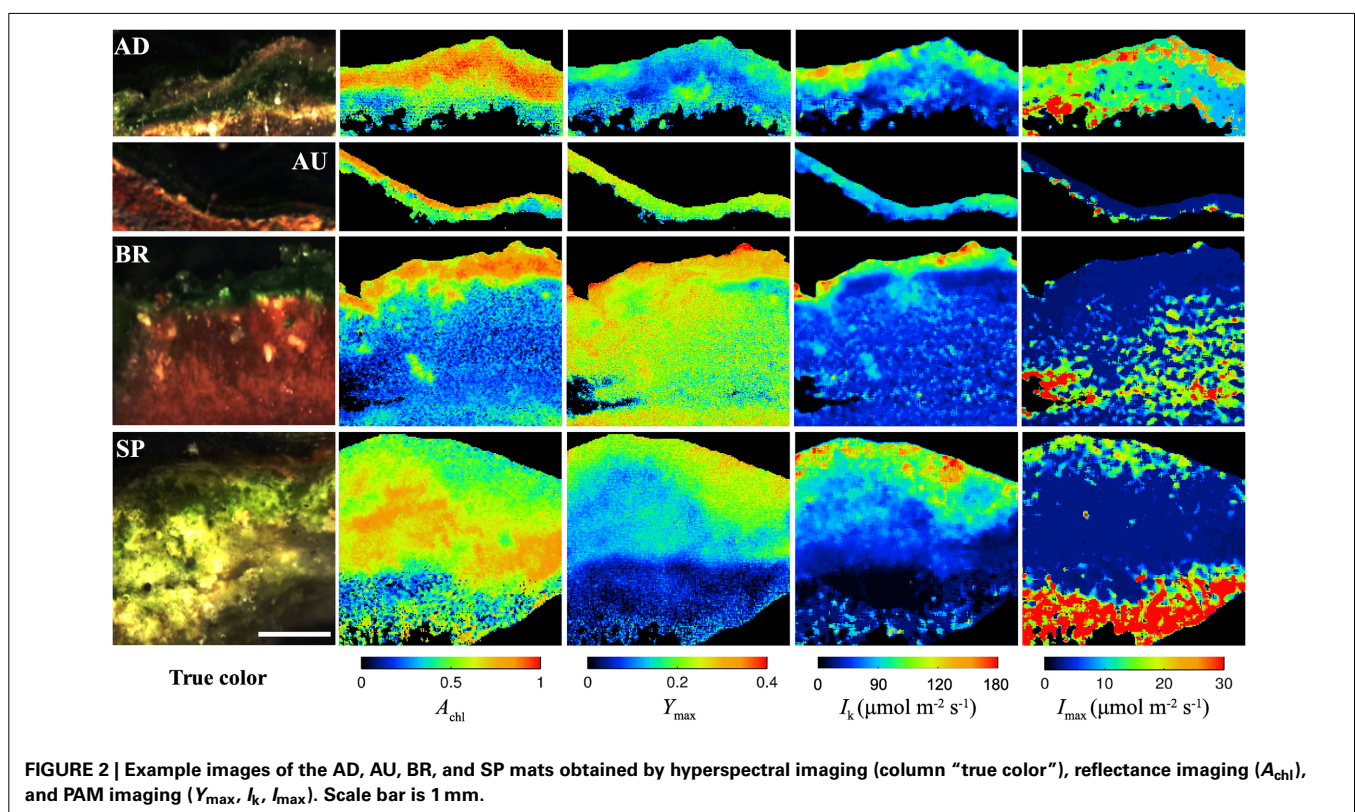 AD
AU
BR
SP
True color
0 0.5 1
A_chl
0 0.2 0.4
Y_max
0 90 120 180
I_k (μmol m⁻² s⁻¹)
0 10 20 30
I_max (μmol m⁻² s⁻¹)
FIGURE 2 | Example images of the AD, AU, BR, and SP mats obtained by hyperspectral imaging (column “true color”), reflectance imaging (A_chl),
and PAM imaging (Y_max, I_k, I_max). Scale bar is 1 mm.